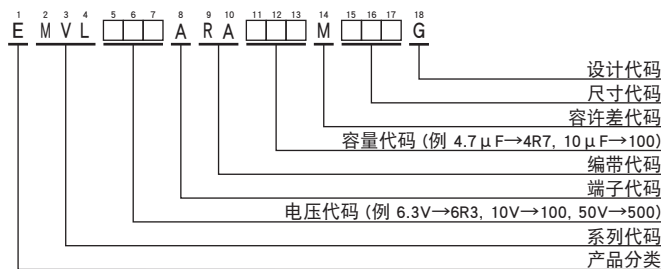 1 2 3 4 5 6 7 8 9 10 11 12 13 14 15 16 17 18
E MVL □□□ A RA □□□ M □□□ G
设计代码
尺寸代码
容许差代码
容量代码 (例 4.7μF→4R7, 10μF→100)
编带代码
端子代码
电压代码 (例 6.3V→6R3, 10V→100, 50V→500)
系列代码
产品分类